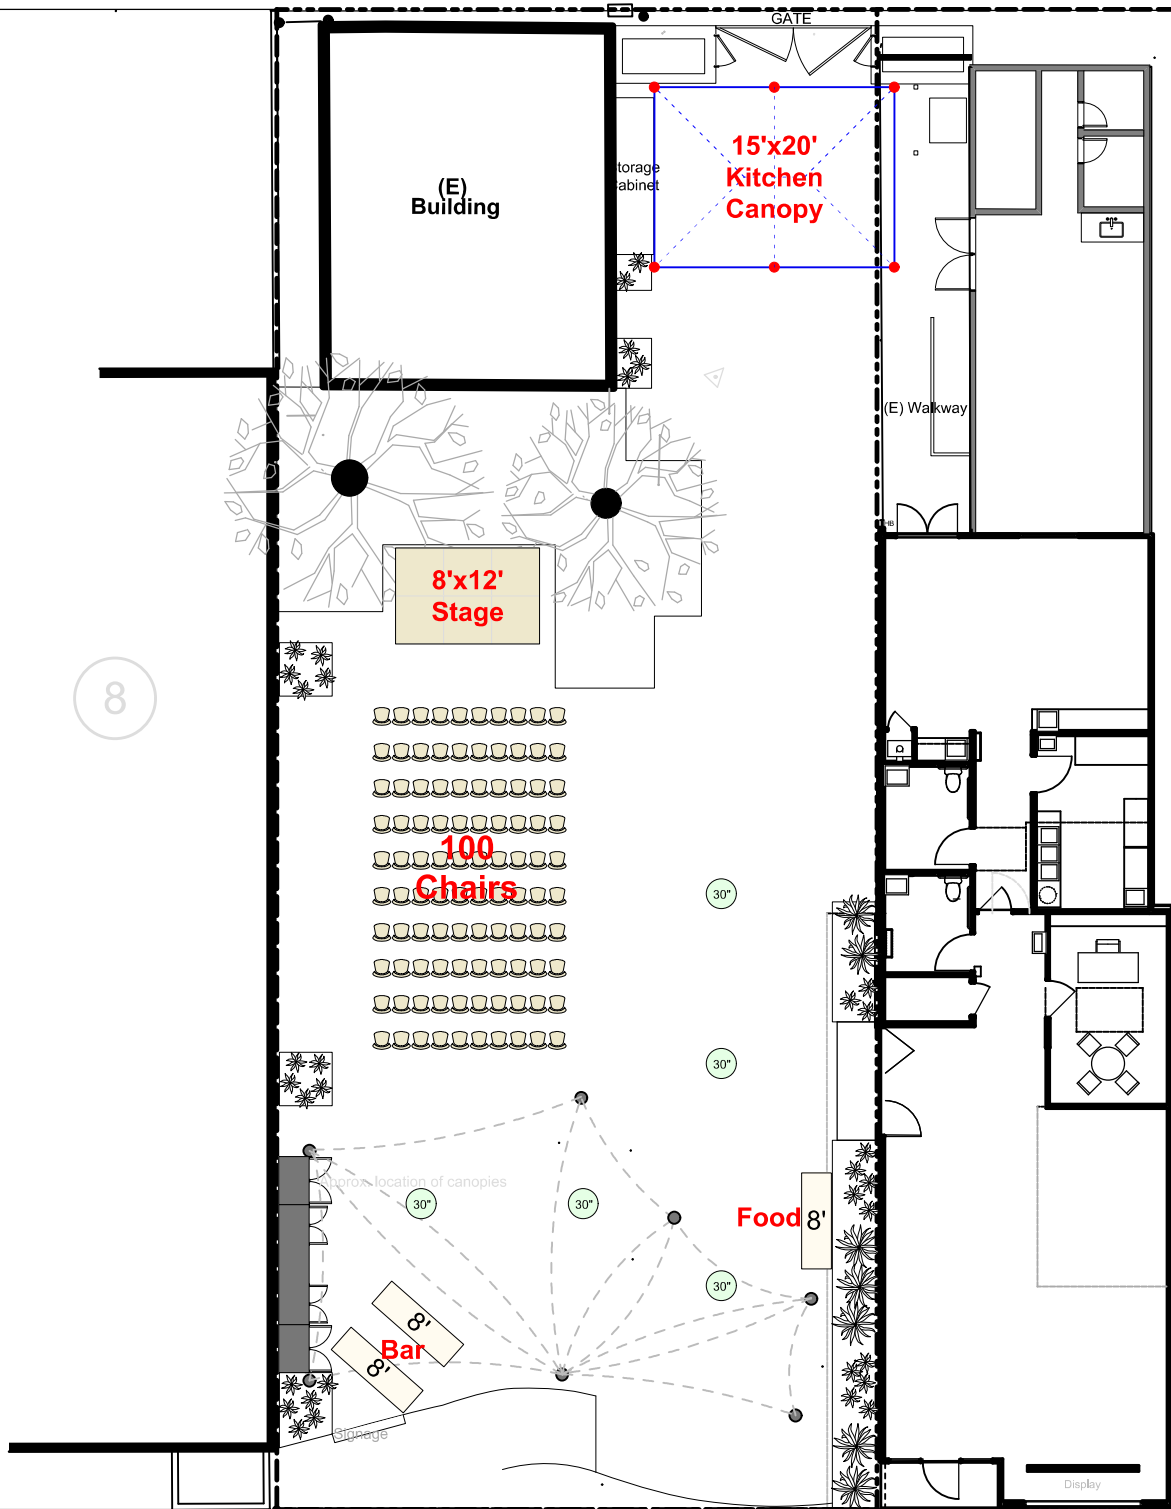 GATE
15'x20'
Kitchen
Canopy
torage
abinet
(E)
Building
(E) Walkway
HB
8'x12'
Stage
8
100
Chairs
30"
30"
Approx. location of canopies
30"
30"
Food
8'
30"
8'
Bar
8'
Signage
Display